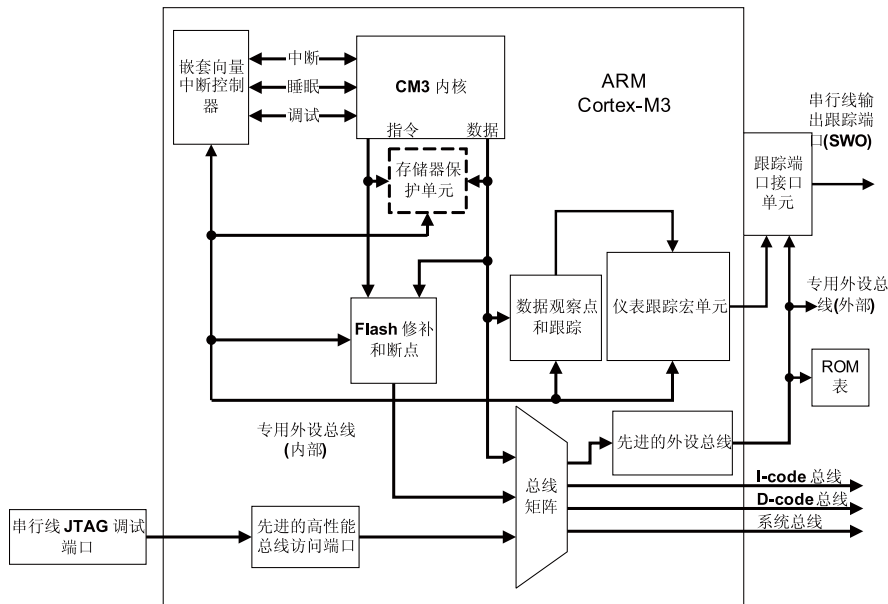 嵌套向量
中断控制
器
中断
睡眠
调试
CM3 内核
指令
数据
ARM
Cortex-M3
存储器保
护单元
串行线输
出跟踪端
口(SWO)
跟踪端
口接口
单元
Flash 修补
和断点
数据观察点
和跟踪
仪表跟踪宏单元
专用外设总
线(外部)
ROM
表
专用外设总线
(内部)
总线
矩阵
先进的外设总线
I-code 总线
D-code 总线
系统总线
串行线 JTAG 调试
端口
先进的高性能
总线访问端口